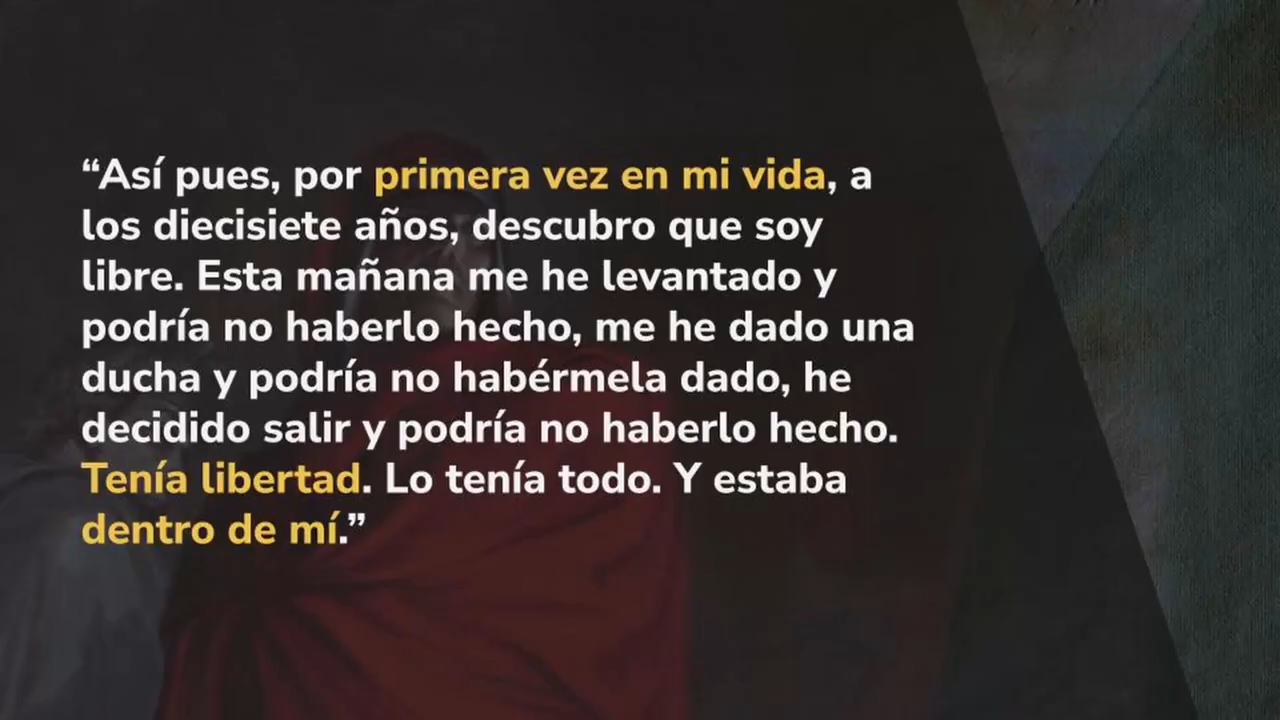 “Así pues, por primera vez en mi vida, a
los diecisiete años, descubro que soy
libre. Esta mañana me he levantado y
podría no haberlo hecho, me he dado una
ducha y podría no habérmela dado, he
decidido salir y podría no haberlo hecho.
Tenía libertad. Lo tenía todo. Y estaba
dentro de mí.”